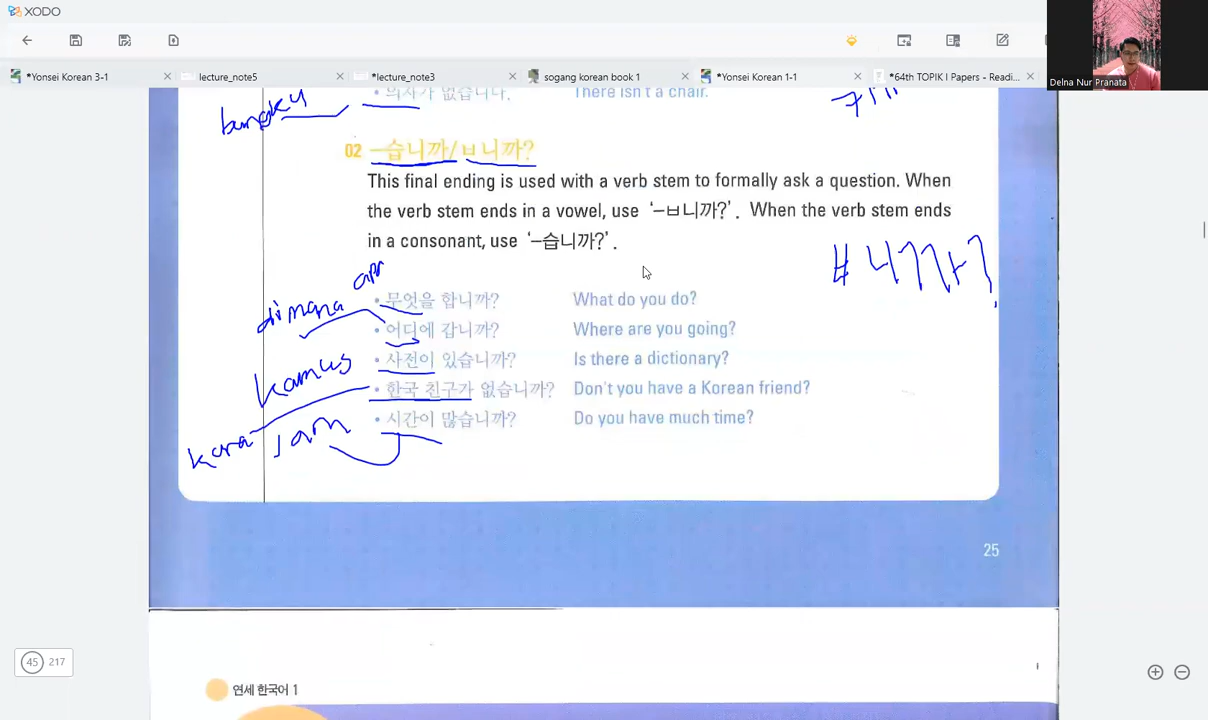 XODO
*Yonsei Korean 3-1
lecture_note5
*lecture_note3
sogang korean book 1
*Yonsei Korean 1-1
*64th TOPIK I Papers - Readi...
Delna Nur Pranata
의자가 없습니다. There isn't a chair.
bangku
02 -습니까/ㅂ니까?
This final ending is used with a verb stem to formally ask a question. When
the verb stem ends in a vowel, use '-ㅂ니까?'. When the verb stem ends
in a consonant, use '-습니까?'.
ㅂ니까?
apa
• 무엇을 합니까? What do you do?
dimana
• 어디에 갑니까? Where are you going?
kamus
• 사전이 있습니까? Is there a dictionary?
• 한국 친구가 없습니까? Don't you have a Korean friend?
• 시간이 많습니까? Do you have much time?
jam
25
45 217
연세 한국어 1